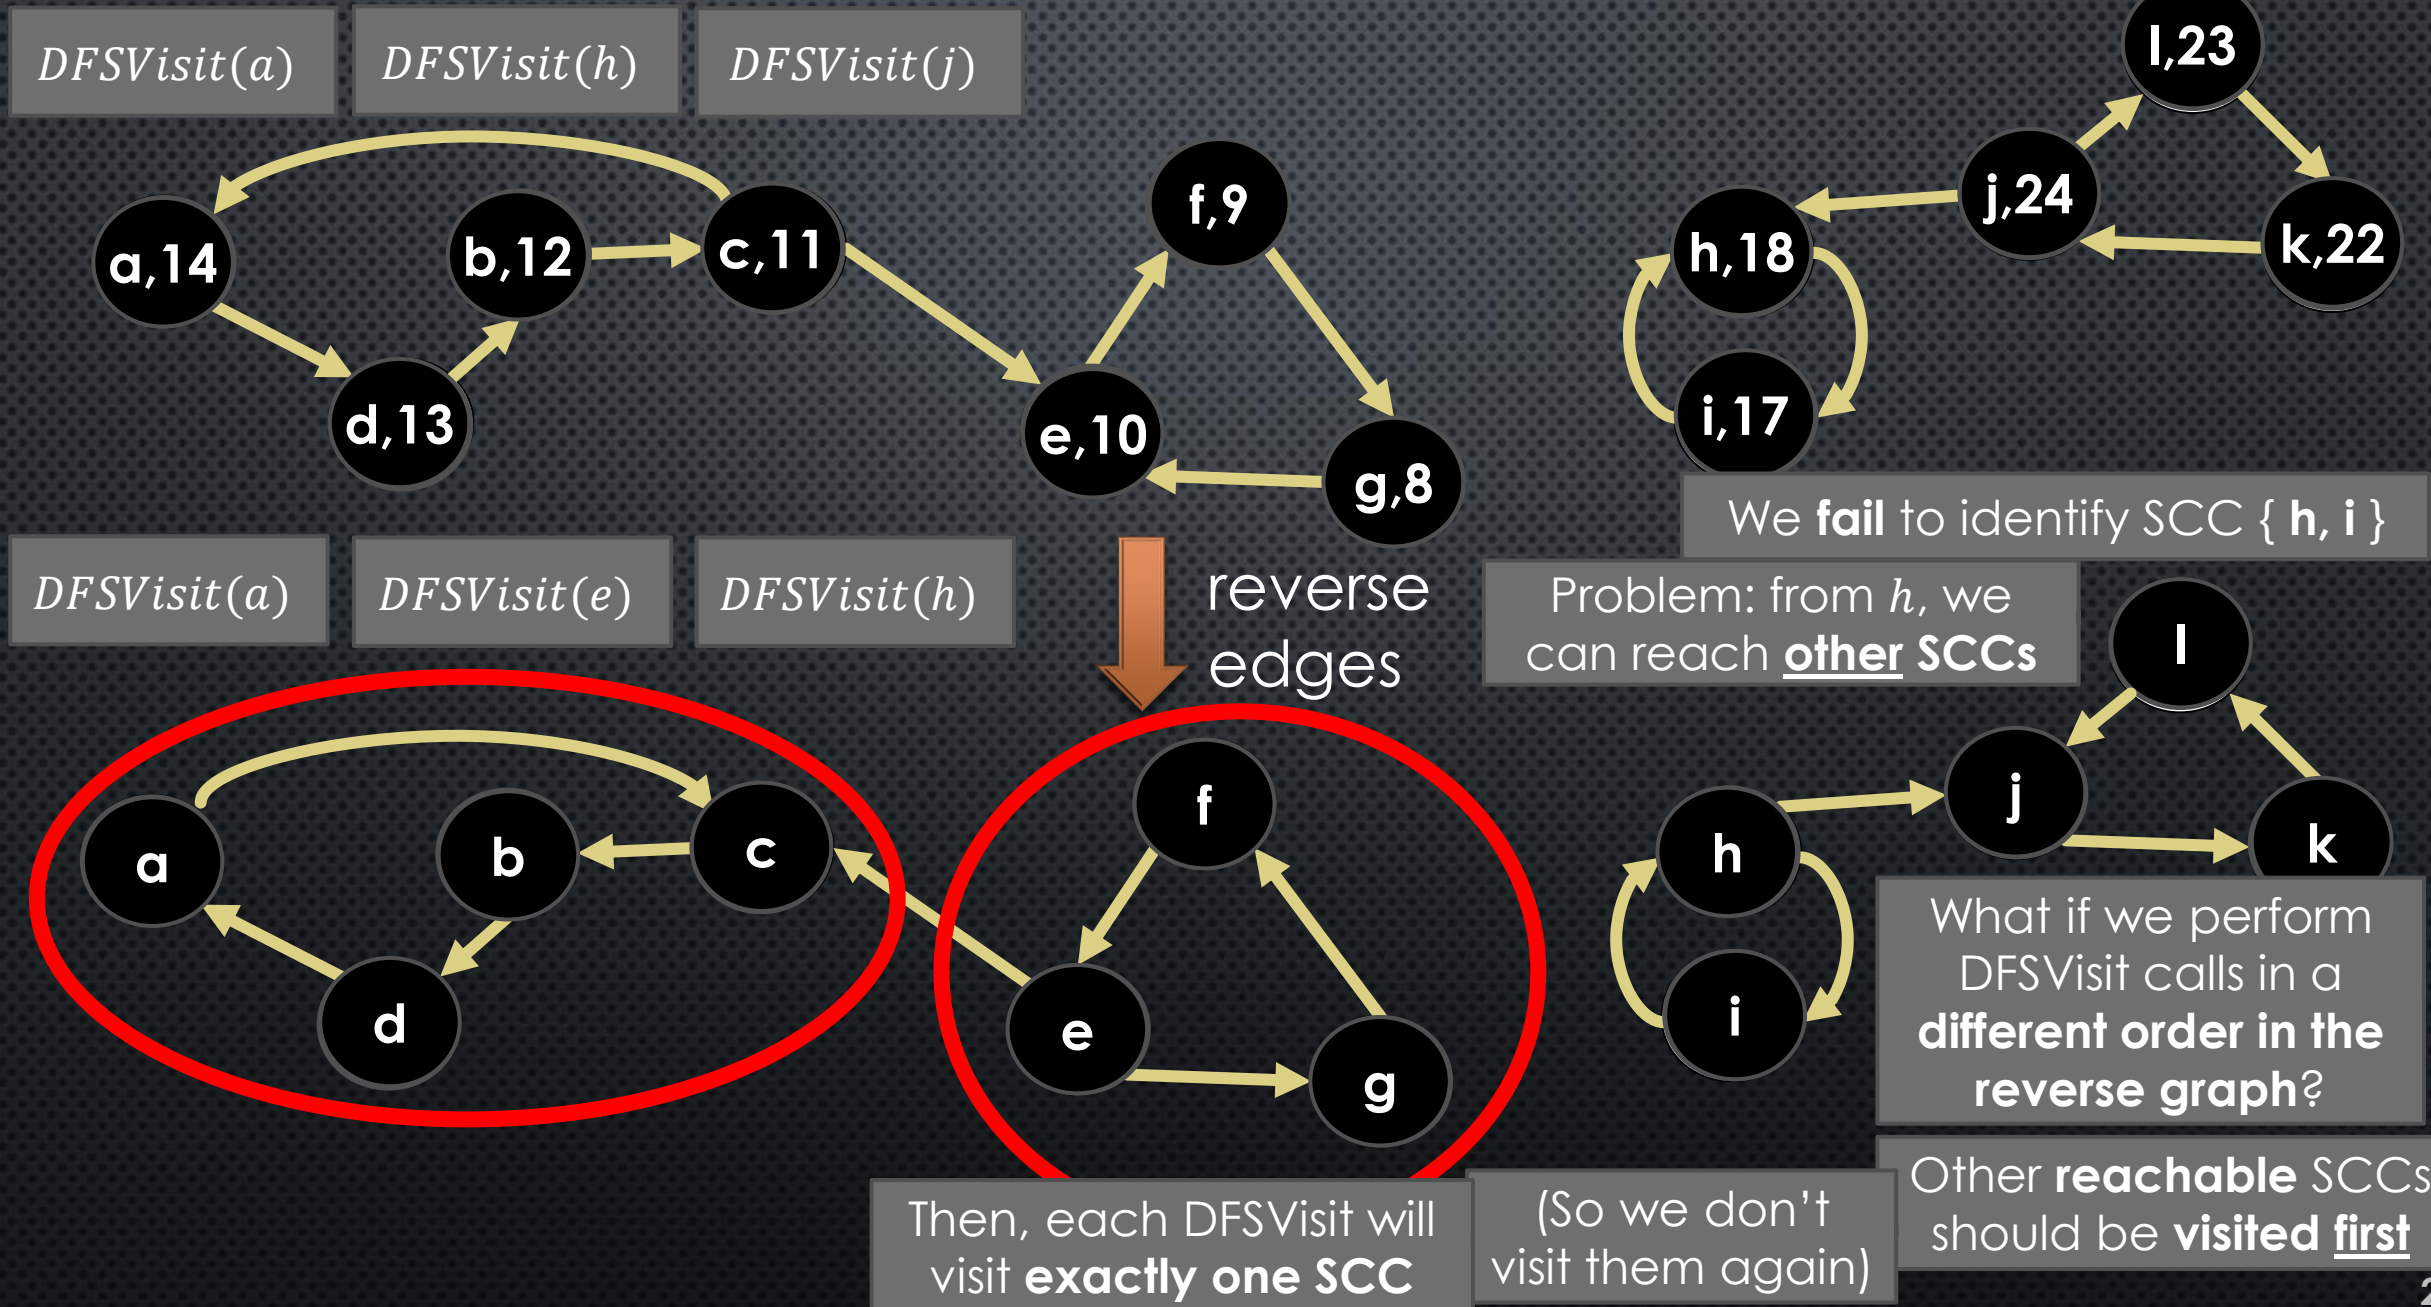 DFSVisit(a)
DFSVisit(h)
DFSVisit(j)
l,23
f,9
j,24
a,14
b,12
c,11
h,18
k,22
d,13
e,10
i,17
g,8
We fail to identify SCC { h, i }
DFSVisit(a)
DFSVisit(e)
DFSVisit(h)
reverse
edges
Problem: from h, we
can reach other SCCs
l
f
j
a
b
c
h
k
d
e
g
i
What if we perform
DFSVisit calls in a
different order in the
reverse graph?
Other reachable SCCs
should be visited first
(So we don’t
visit them again)
Then, each DFSVisit will
visit exactly one SCC